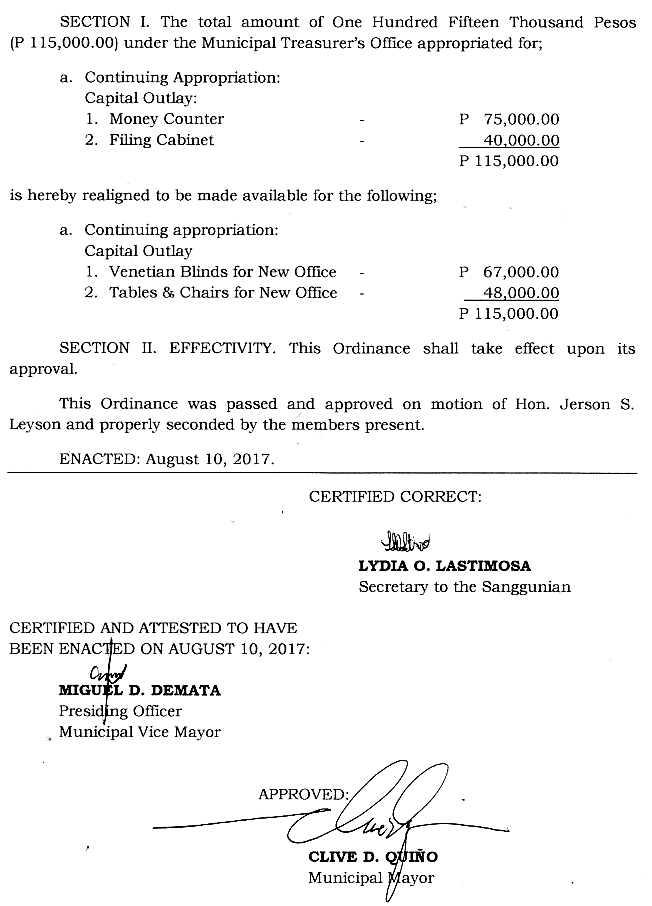 SECTION I. The total amount of One Hundred Fifteen Thousand Pesos
(P 115,000.00) under the Municipal Treasurer's Office appropriated for;
a. Continuing Appropriation:
Capital Outlay:
1. Money Counter - P 75,000.00
2. Filing Cabinet - 40,000.00
P 115,000.00
is hereby realigned to be made available for the following;
a. Continuing appropriation:
Capital Outlay
1. Venetian Blinds for New Office - P 67,000.00
2. Tables & Chairs for New Office - 48,000.00
P 115,000.00
SECTION II. EFFECTIVITY. This Ordinance shall take effect upon its
approval.
This Ordinance was passed and approved on motion of Hon. Jerson S.
Leyson and properly seconded by the members present.
ENACTED: August 10, 2017.
CERTIFIED CORRECT:
LYDIA O. LASTIMOSA
Secretary to the Sanggunian
CERTIFIED AND ATTESTED TO HAVE
BEEN ENACTED ON AUGUST 10, 2017:
MIGUEL D. DEMATA
Presiding Officer
Municipal Vice Mayor
APPROVED:
CLIVE D. QUIÑO
Municipal Mayor